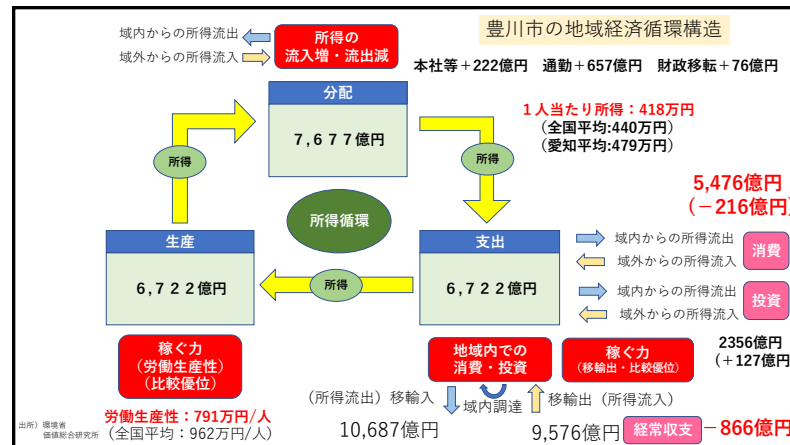 豊川市の地域経済循環構造
域内からの所得流出
域外からの所得流入
所得の
流入増・流出減
本社等+222億円 通勤+657億円 財政移転+76億円
分配
7,677億円
1人当たり所得：418万円
(全国平均:440万円)
(愛知平均:479万円)
所得
所得
所得循環
5,476億円
(−216億円)
生産
6,722億円
所得
支出
6,722億円
域内からの所得流出
域外からの所得流入
消費
域内からの所得流出
域外からの所得流入
投資
2356億円
(+127億円)
稼ぐ力
(労働生産性)
(比較優位)
地域内での
消費・投資
稼ぐ力
(移輸出・比較優位)
労働生産性：791万円/人
(全国平均：962万円/人)
(所得流出) 移輸入
域内調達
移輸出 (所得流入)
10,687億円
9,576億円
経常収支
−866億円
出所）環境省
価値総合研究所